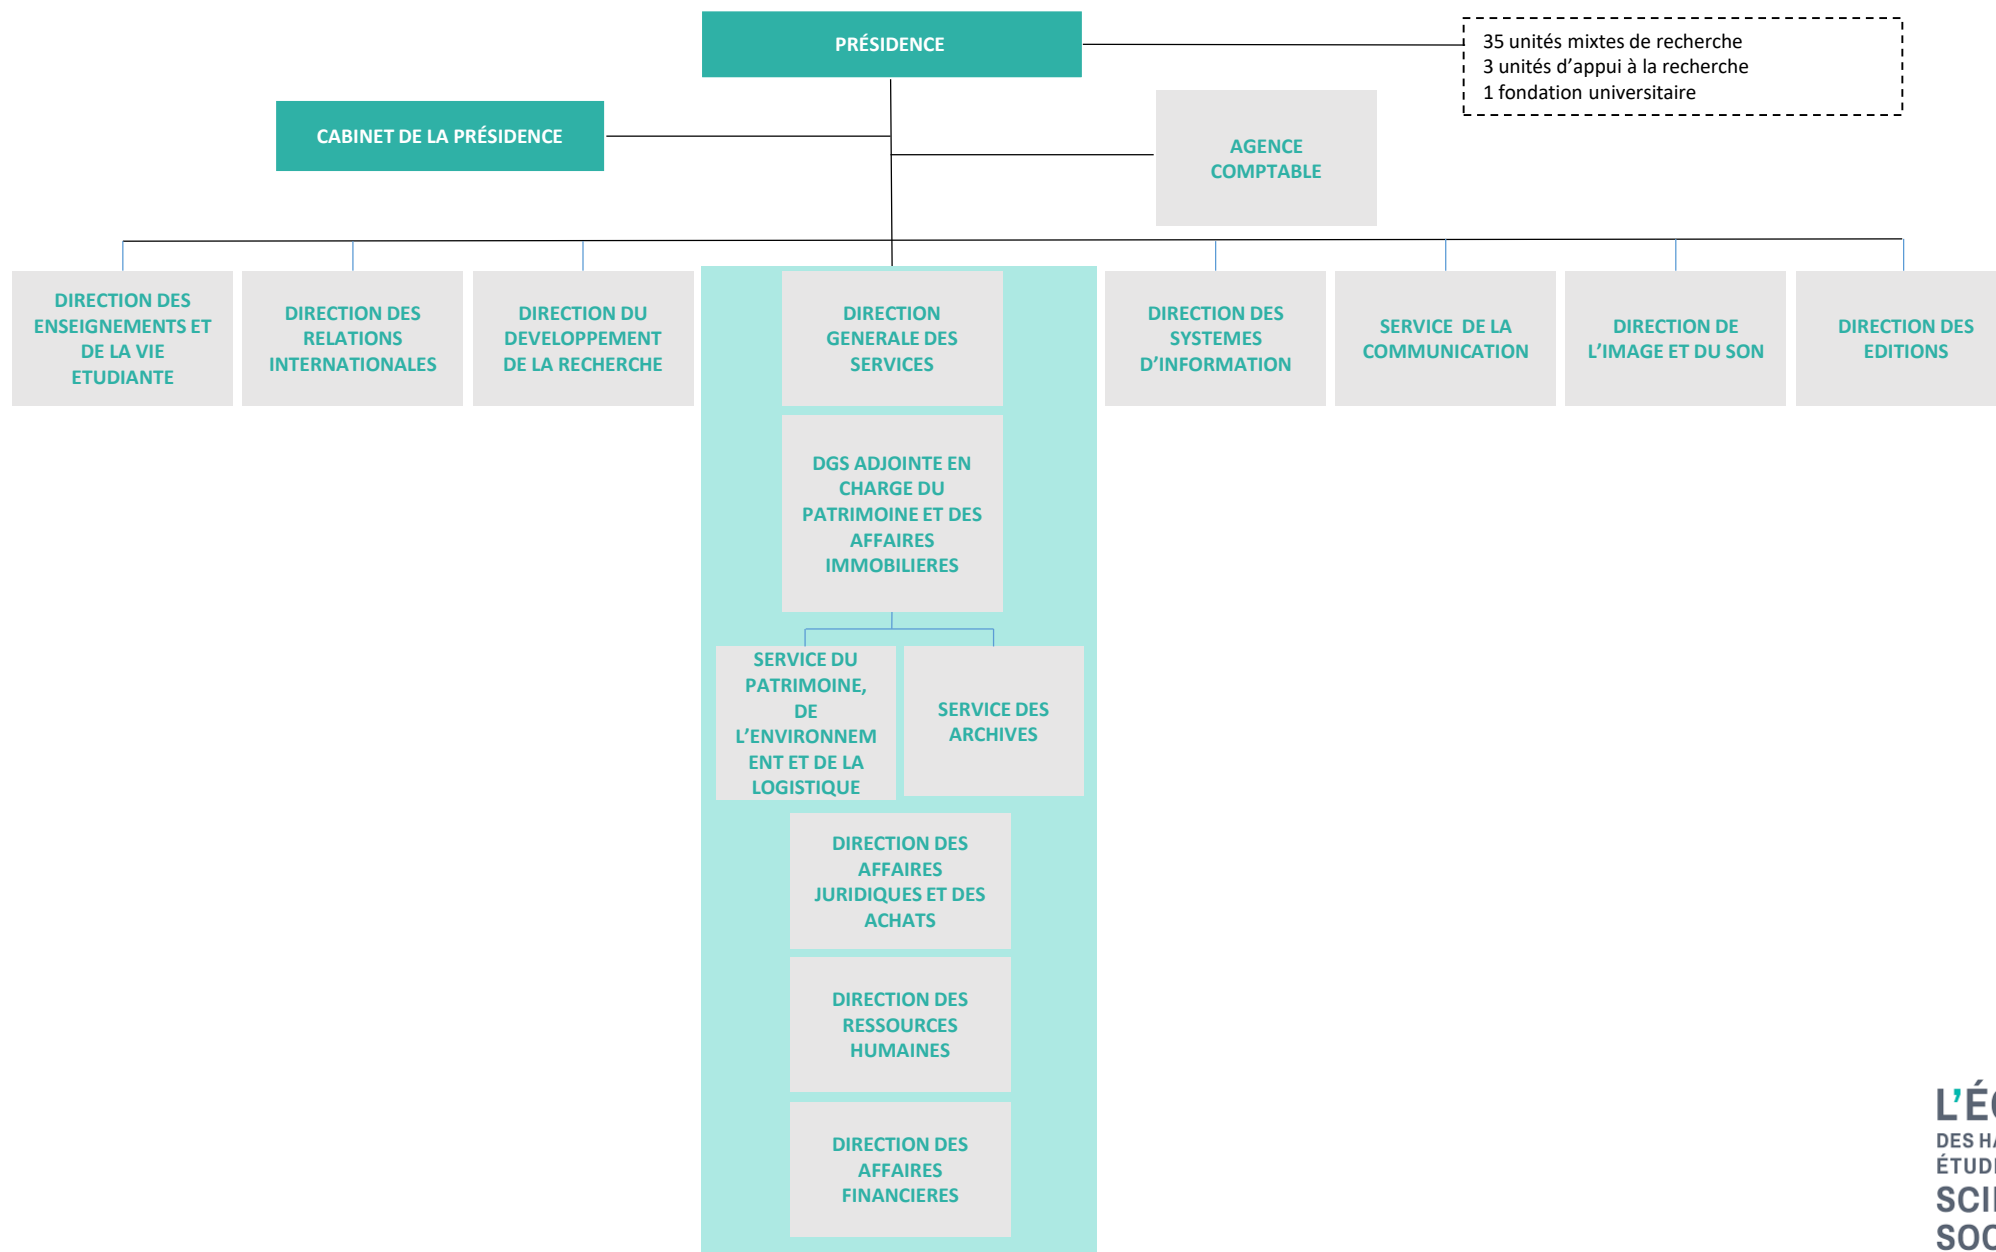 PRÉSIDENCE
35 unités mixtes de recherche
3 unités d’appui à la recherche
1 fondation universitaire
CABINET DE LA PRÉSIDENCE
AGENCE
COMPTABLE
DIRECTION DES
ENSEIGNEMENTS ET
DE LA VIE
ETUDIANTE
DIRECTION DES
RELATIONS
INTERNATIONALES
DIRECTION DU
DEVELOPPEMENT
DE LA RECHERCHE
DIRECTION
GENERALE DES
SERVICES
DIRECTION DES
SYSTEMES
D’INFORMATION
SERVICE DE LA
COMMUNICATION
DIRECTION DE
L’IMAGE ET DU SON
DIRECTION DES
EDITIONS
DGS ADJOINTE EN
CHARGE DU
PATRIMOINE ET DES
AFFAIRES
IMMOBILIERES
SERVICE DU
PATRIMOINE,
DE
L’ENVIRONNEM
ENT ET DE LA
LOGISTIQUE
SERVICE DES
ARCHIVES
DIRECTION DES
AFFAIRES
JURIDIQUES ET DES
ACHATS
DIRECTION DES
RESSOURCES
HUMAINES
DIRECTION DES
AFFAIRES
FINANCIERES
DES